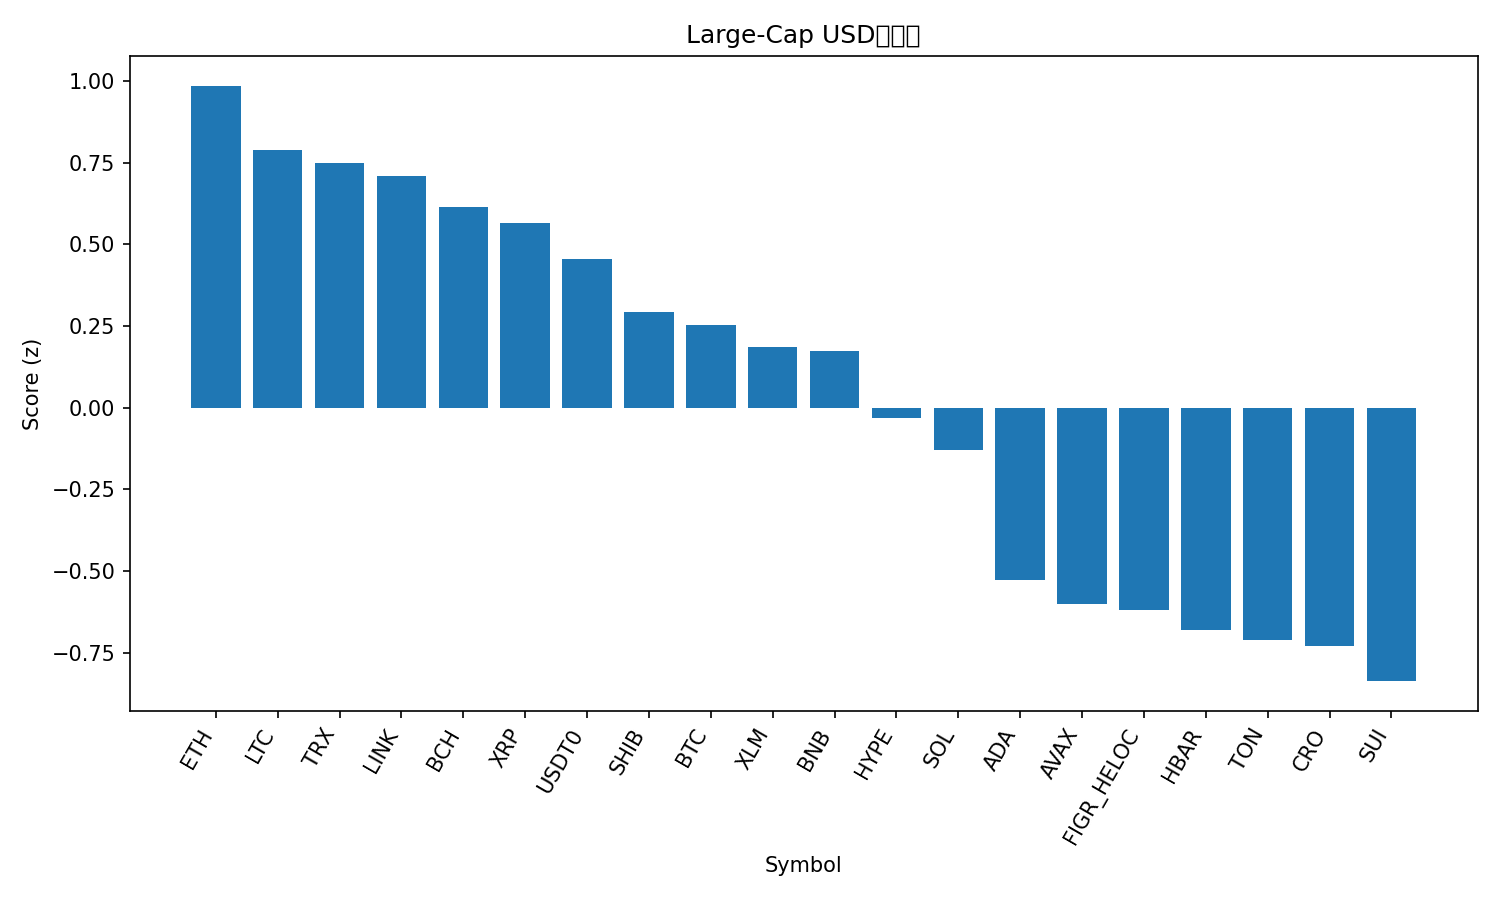 Large-Cap USD
1.00
0.75
0.50
0.25
0.00
−0.25
−0.50
−0.75
Score (z)
ETH
LTC
TRX
LINK
BCH
XRP
USDT0
SHIB
BTC
XLM
BNB
HYPE
SOL
ADA
AVAX
FIGR_HELOC
HBAR
TON
CRO
SUI
Symbol